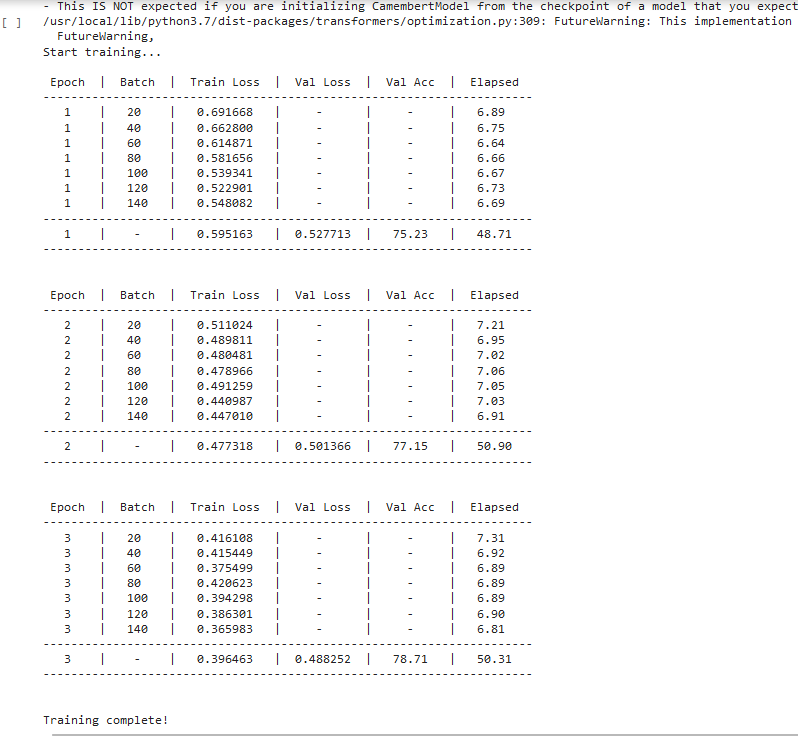 - This IS NOT expected if you are initializing CamembertModel from the checkpoint of a model that you expect
[ ] /usr/local/lib/python3.7/dist-packages/transformers/optimization.py:309: FutureWarning: This implementation
FutureWarning,
Start training...
Epoch | Batch | Train Loss | Val Loss | Val Acc | Elapsed
----------------------------------------------------------------------
1 | 20 | 0.691668 | - | - | 6.89
1 | 40 | 0.662800 | - | - | 6.75
1 | 60 | 0.614871 | - | - | 6.64
1 | 80 | 0.581656 | - | - | 6.66
1 | 100 | 0.539341 | - | - | 6.67
1 | 120 | 0.522901 | - | - | 6.73
1 | 140 | 0.548082 | - | - | 6.69
----------------------------------------------------------------------
1 | - | 0.595163 | 0.527713 | 75.23 | 48.71
----------------------------------------------------------------------
Epoch | Batch | Train Loss | Val Loss | Val Acc | Elapsed
----------------------------------------------------------------------
2 | 20 | 0.511024 | - | - | 7.21
2 | 40 | 0.489811 | - | - | 6.95
2 | 60 | 0.480481 | - | - | 7.02
2 | 80 | 0.478966 | - | - | 7.06
2 | 100 | 0.491259 | - | - | 7.05
2 | 120 | 0.440987 | - | - | 7.03
2 | 140 | 0.447010 | - | - | 6.91
----------------------------------------------------------------------
2 | - | 0.477318 | 0.501366 | 77.15 | 50.90
----------------------------------------------------------------------
Epoch | Batch | Train Loss | Val Loss | Val Acc | Elapsed
----------------------------------------------------------------------
3 | 20 | 0.416108 | - | - | 7.31
3 | 40 | 0.415449 | - | - | 6.92
3 | 60 | 0.375499 | - | - | 6.89
3 | 80 | 0.420623 | - | - | 6.89
3 | 100 | 0.394298 | - | - | 6.89
3 | 120 | 0.386301 | - | - | 6.90
3 | 140 | 0.365983 | - | - | 6.81
----------------------------------------------------------------------
3 | - | 0.396463 | 0.488252 | 78.71 | 50.31
----------------------------------------------------------------------
Training complete!